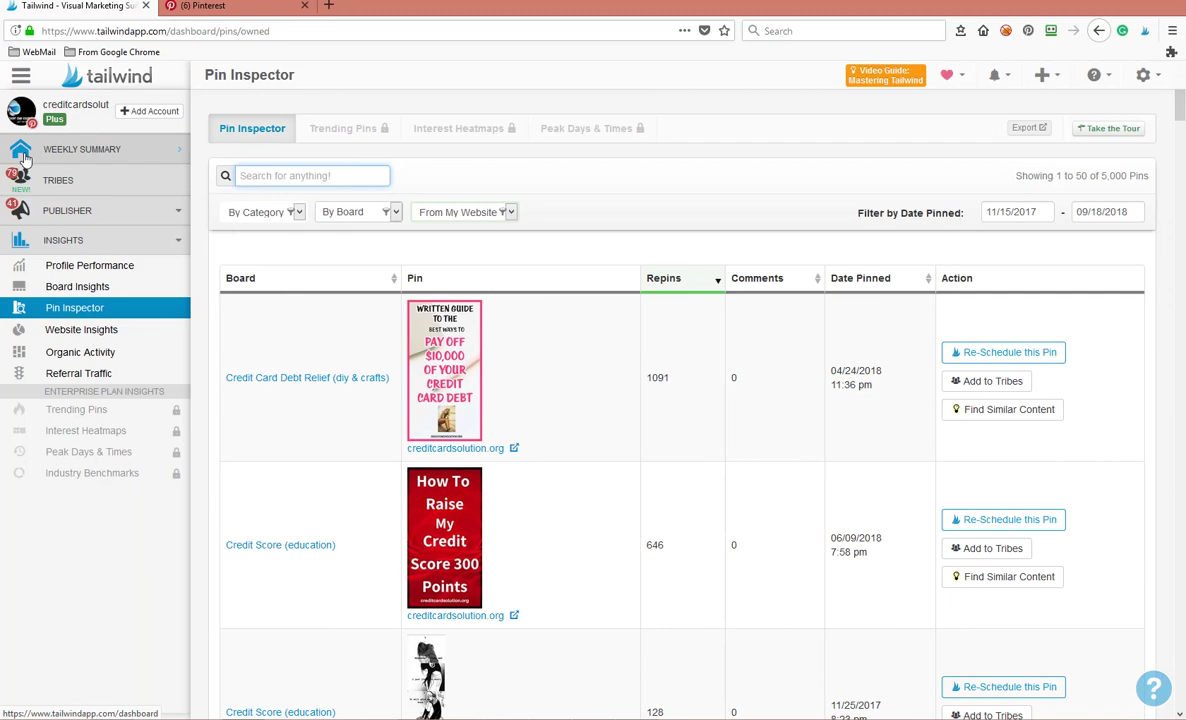 Tailwind - Visual Marketing Su
(6) Pinterest
https://www.tailwindapp.com/dashboard/pins/owned
Search
WebMail
From Google Chrome
tailwind
Pin Inspector
Video Guide:
Mastering Tailwind
creditcardsolut
Plus
Add Account
Pin Inspector
Trending Pins
Interest Heatmaps
Peak Days & Times
Export
Take the Tour
WEEKLY SUMMARY
79
NEW!
TRIBES
41
PUBLISHER
INSIGHTS
Profile Performance
Board Insights
Pin Inspector
Website Insights
Organic Activity
Referral Traffic
ENTERPRISE PLAN INSIGHTS
Trending Pins
Interest Heatmaps
Peak Days & Times
Industry Benchmarks
Search for anything!
Showing 1 to 50 of 5,000 Pins
By Category
By Board
From My Website
Filter by Date Pinned:
11/15/2017
-
09/18/2018
Board
Pin
Repins
Comments
Date Pinned
Action
Credit Card Debt Relief (diy & crafts)
WRITTEN GUIDE
TO THE
BEST WAYS TO
PAY OFF
$10,000
OF YOUR
CREDIT
CARD DEBT
creditcardsolution.org
1091
0
04/24/2018
11:36 pm
Re-Schedule this Pin
Add to Tribes
Find Similar Content
Credit Score (education)
How To
Raise
My
Credit
Score 300
Points
creditcardsolution.org
creditcardsolution.org
646
0
06/09/2018
7:58 pm
Re-Schedule this Pin
Add to Tribes
Find Similar Content
Credit Score (education)
128
0
11/25/2017
8:23 pm
Re-Schedule this Pin
Add to Tribes
?
https://www.tailwindapp.com/dashboard